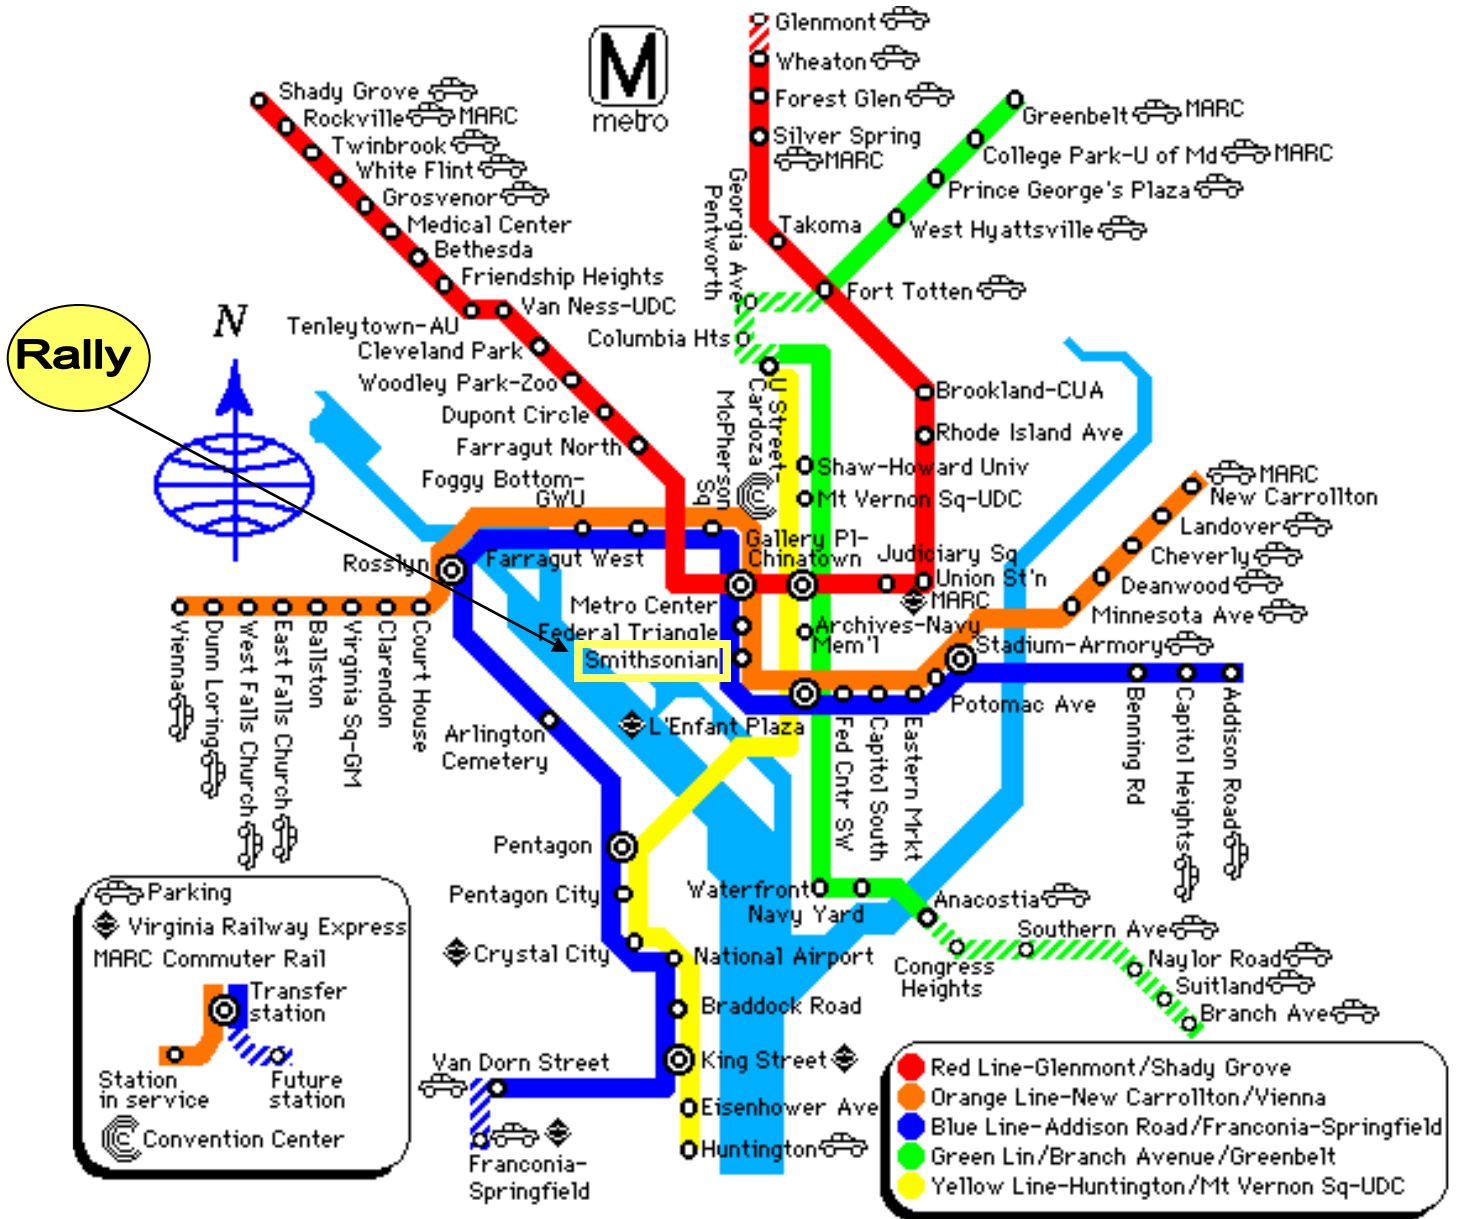 M
metro
Glenmont
Wheaton
Forest Glen
Silver Spring
MARC
Takoma
Fort Totten
Greenbelt MARC
College Park-U of Md MARC
Prince George's Plaza
West Hyattsville
Georgia Ave
Pentworth
Columbia Hts
Shady Grove
Rockville MARC
Twinbrook
White Flint
Grosvenor
Medical Center
Bethesda
Friendship Heights
Van Ness-UDC
Tenleytown-AU
Cleveland Park
Woodley Park-Zoo
Dupont Circle
Farragut North
Foggy Bottom-
GWU
N
Rally
Brookland-CUA
Rhode Island Ave
U Street-
Cardoza
McPherson
Sq
Shaw-Howard Univ
Mt Vernon Sq-UDC
Gallery Pl-
Chinatown
Judiciary Sq
Union St'n
MARC
MARC
New Carrollton
Landover
Cheverly
Deanwood
Minnesota Ave
Stadium-Armory
Potomac Ave
Rosslyn
Farragut West
Metro Center
Federal Triangle
Smithsonian
Archives-Navy
Mem'l
L'Enfant Plaza
Vienna
Dunn Loring
West Falls Church
East Falls Church
Ballston
Virginia Sq-GM
Clarendon
Court House
Arlington
Cemetery
Fed Cntr SW
Capitol South
Eastern Mrkt
Benning Rd
Capitol Heights
Addison Road
Pentagon
Pentagon City
Crystal City
National Airport
Braddock Road
King Street
Eisenhower Ave
Huntington
Van Dorn Street
Franconia-
Springfield
Waterfront
Navy Yard
Anacostia
Congress
Heights
Southern Ave
Naylor Road
Suitland
Branch Ave
Parking
Virginia Railway Express
MARC Commuter Rail
Transfer
station
Station
in service
Future
station
Convention Center
Red Line-Glenmont/Shady Grove
Orange Line-New Carrollton/Vienna
Blue Line-Addison Road/Franconia-Springfield
Green Lin/Branch Avenue/Greenbelt
Yellow Line-Huntington/Mt Vernon Sq-UDC